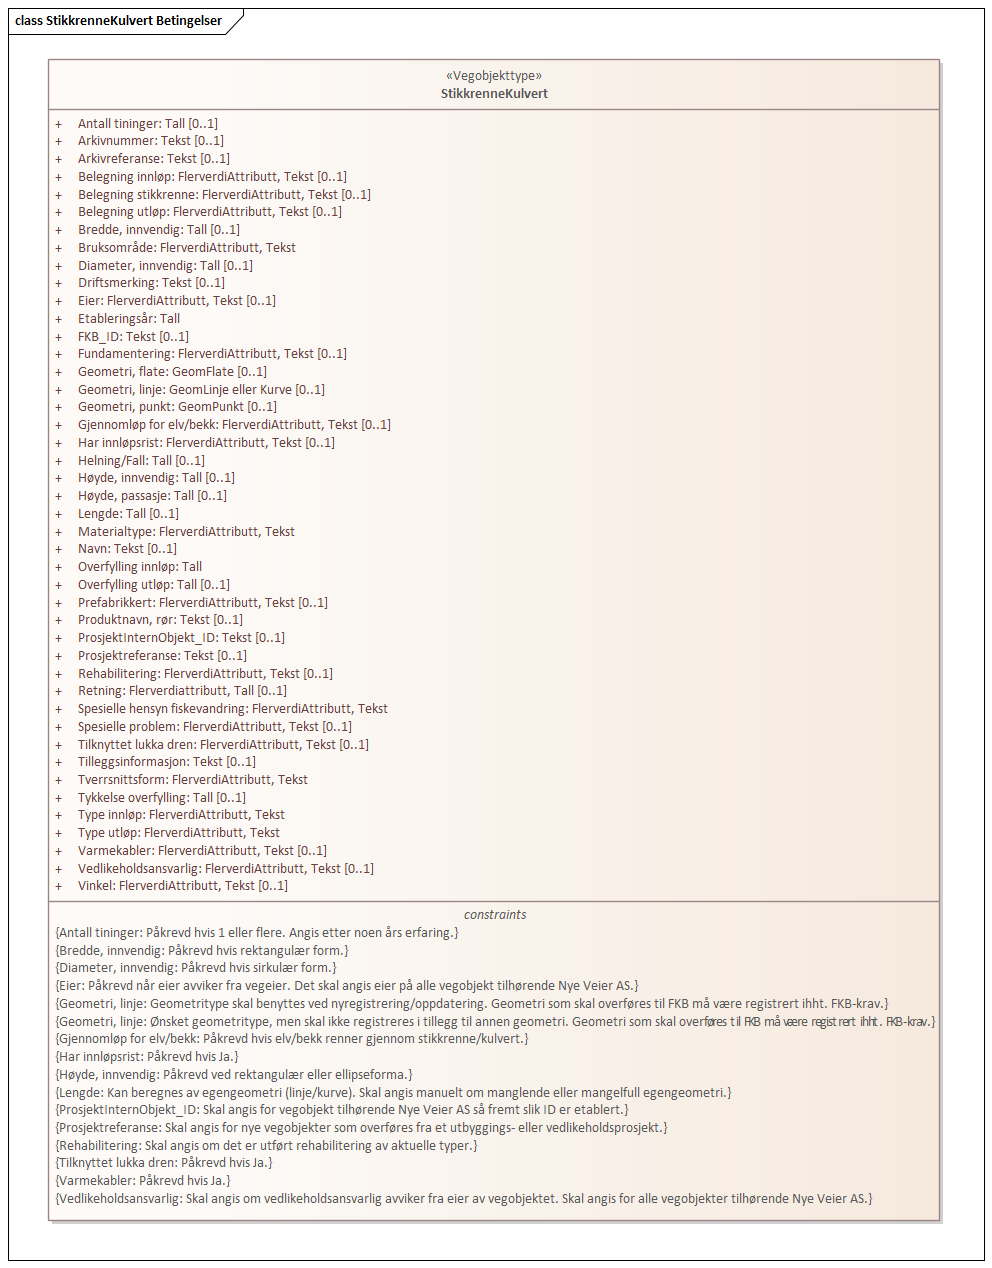 class StikkrenneKulvert Betingelser
«Vegobjekttype»
StikkrenneKulvert
+ Antall tininger: Tall [0..1]
+ Arkivnummer: Tekst [0..1]
+ Arkivreferanse: Tekst [0..1]
+ Belegning innløp: FlerverdiAttributt, Tekst [0..1]
+ Belegning stikkrenne: FlerverdiAttributt, Tekst [0..1]
+ Belegning utløp: FlerverdiAttributt, Tekst [0..1]
+ Bredde, innvendig: Tall [0..1]
+ Bruksområde: FlerverdiAttributt, Tekst
+ Diameter, innvendig: Tall [0..1]
+ Driftsmerking: Tekst [0..1]
+ Eier: FlerverdiAttributt, Tekst [0..1]
+ Etableringsår: Tall
+ FKB_ID: Tekst [0..1]
+ Fundamentering: FlerverdiAttributt, Tekst [0..1]
+ Geometri, flate: GeomFlate [0..1]
+ Geometri, linje: GeomLinje eller Kurve [0..1]
+ Geometri, punkt: GeomPunkt [0..1]
+ Gjennomløp for elv/bekk: FlerverdiAttributt, Tekst [0..1]
+ Har innløpsrist: FlerverdiAttributt, Tekst [0..1]
+ Helning/Fall: Tall [0..1]
+ Høyde, innvendig: Tall [0..1]
+ Høyde, passasje: Tall [0..1]
+ Lengde: Tall [0..1]
+ Materialtype: FlerverdiAttributt, Tekst
+ Navn: Tekst [0..1]
+ Overfylling innløp: Tall
+ Overfylling utløp: Tall [0..1]
+ Prefabrikkert: FlerverdiAttributt, Tekst [0..1]
+ Produktnavn, rør: Tekst [0..1]
+ ProsjektInternObjekt_ID: Tekst [0..1]
+ Prosjektreferanse: Tekst [0..1]
+ Rehabilitering: FlerverdiAttributt, Tekst [0..1]
+ Retning: Flerverdiattributt, Tall [0..1]
+ Spesielle hensyn fiskevandring: FlerverdiAttributt, Tekst
+ Spesielle problem: FlerverdiAttributt, Tekst [0..1]
+ Tilknyttet lukka dren: FlerverdiAttributt, Tekst [0..1]
+ Tilleggsinformasjon: Tekst [0..1]
+ Tverrsnittsform: FlerverdiAttributt, Tekst
+ Tykkelse overfylling: Tall [0..1]
+ Type innløp: FlerverdiAttributt, Tekst
+ Type utløp: FlerverdiAttributt, Tekst
+ Varmekabler: FlerverdiAttributt, Tekst [0..1]
+ Vedlikeholdsansvarlig: FlerverdiAttributt, Tekst [0..1]
+ Vinkel: FlerverdiAttributt, Tekst [0..1]
constraints
{Antall tininger: Påkrevd hvis 1 eller flere. Angis etter noen års erfaring.}
{Bredde, innvendig: Påkrevd hvis rektangulær form.}
{Diameter, innvendig: Påkrevd hvis sirkulær form.}
{Eier: Påkrevd når eier avviker fra vegeier. Det skal angis eier på alle vegobjekt tilhørende Nye Veier AS.}
{Geometri, linje: Geometritype skal benyttes ved nyregistrering/oppdatering. Geometri som skal overføres til FKB må være registrert ihht. FKB-krav.}
{Geometri, linje: Ønsket geometritype, men skal ikke registreres i tillegg til annen geometri. Geometri som skal overføres til FKB må være registrert ihht. FKB-krav.}
{Gjennomløp for elv/bekk: Påkrevd hvis elv/bekk renner gjennom stikkrenne/kulvert.}
{Har innløpsrist: Påkrevd hvis Ja.}
{Høyde, innvendig: Påkrevd ved rektangulær eller ellipseforma.}
{Lengde: Kan beregnes av egengeometri (linje/kurve). Skal angis manuelt om manglende eller mangelfull egengeometri.}
{ProsjektInternObjekt_ID: Skal angis for vegobjekt tilhørende Nye Veier AS så fremt slik ID er etablert.}
{Prosjektreferanse: Skal angis for nye vegobjekter som overføres fra et utbyggings- eller vedlikeholdsprosjekt.}
{Rehabilitering: Skal angis om det er utført rehabilitering av aktuelle typer.}
{Tilknyttet lukka dren: Påkrevd hvis Ja.}
{Varmekabler: Påkrevd hvis Ja.}
{Vedlikeholdsansvarlig: Skal angis om vedlikeholdsansvarlig avviker fra eier av vegobjektet. Skal angis for alle vegobjekter tilhørende Nye Veier AS.}